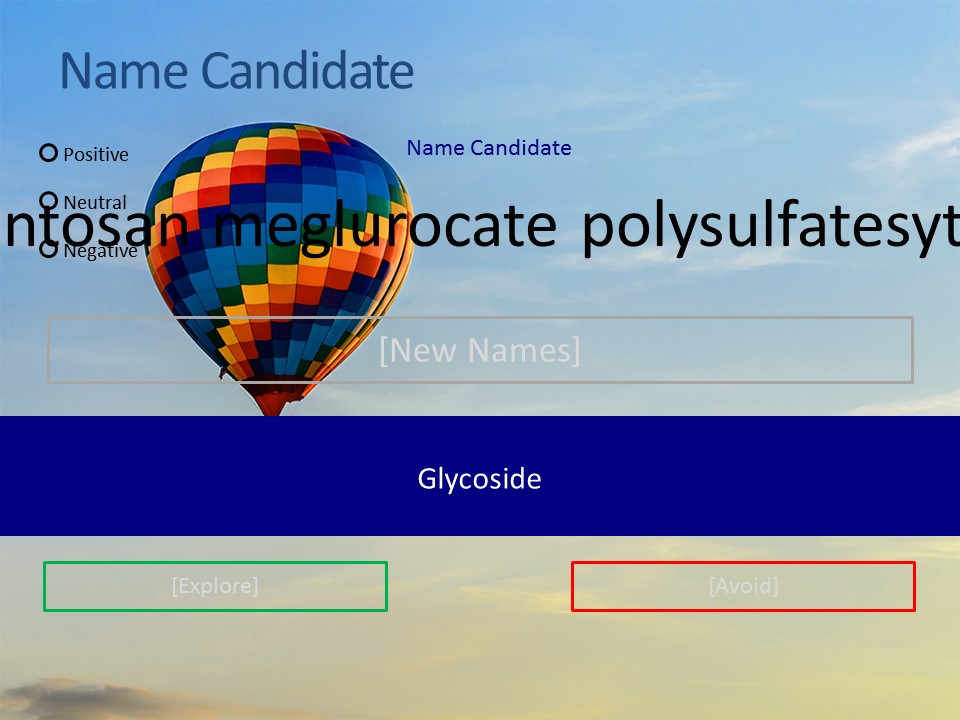 Name Candidate
Name Candidate
Positive
Neutral
Negative
ntosan meglurocate polysulfatesyt
[New Names]
Glycoside
[Explore]
[Avoid]